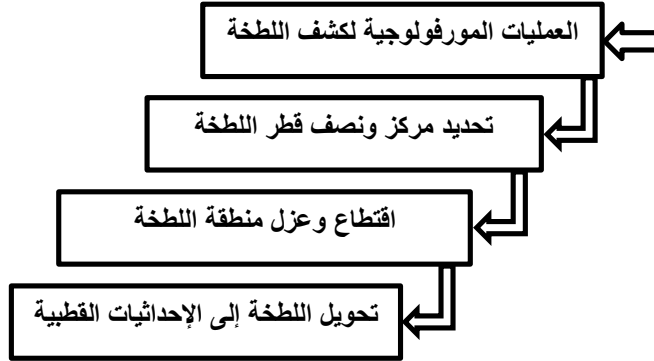 العمليات المورفولوجية لكشف اللطخة
تحديد مركز ونصف قطر اللطخة
اقتطاع وعزل منطقة اللطخة
تحويل اللطخة إلى الإحداثيات القطبية